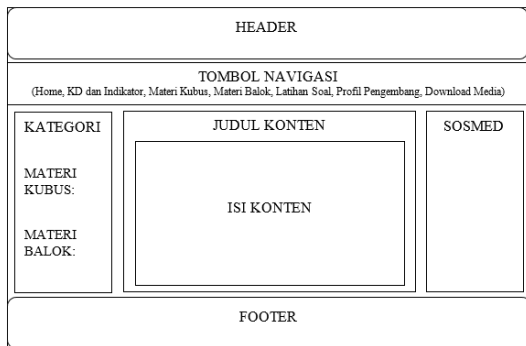 HEADER
TOMBOL NAVIGASI
(Home, KD dan Indikator, Materi Kubus, Materi Balok, Latihan Soal, Profil Pengembang, Download Media)
KATEGORI
MATERI
KUBUS:
MATERI
BALOK:
JUDUL KONTEN
ISI KONTEN
SOSMED
FOOTER